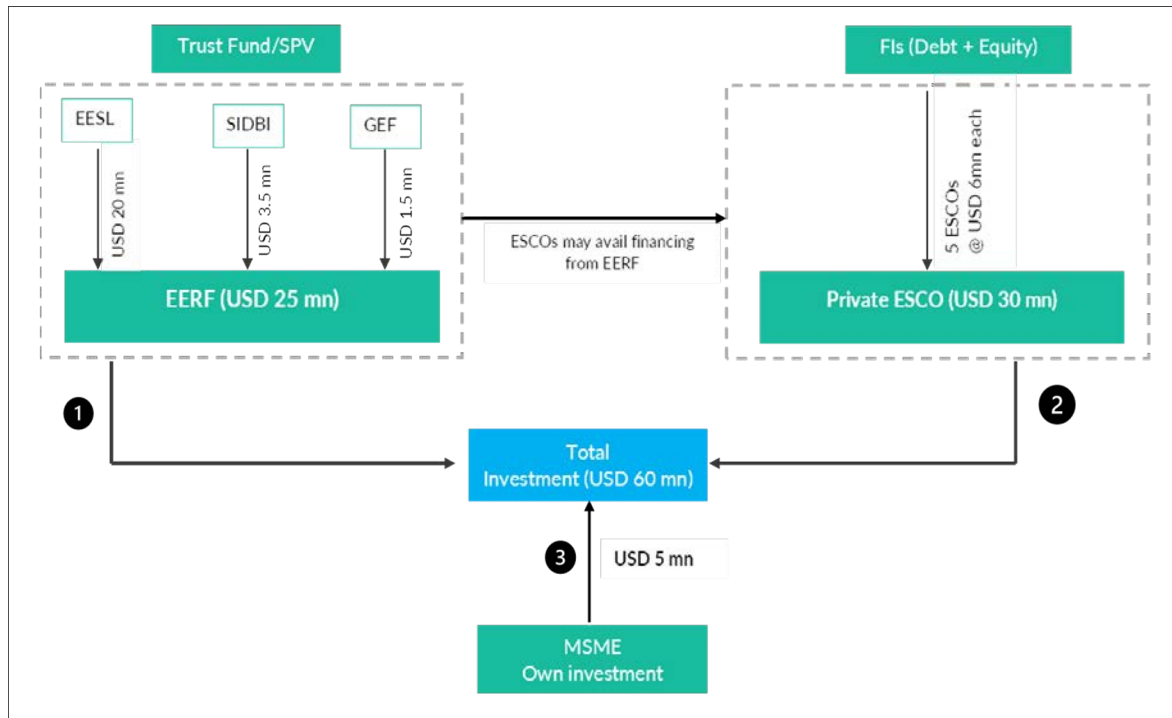 Trust Fund/SPV
FIs (Debt + Equity)
EESL
SIDBI
GEF
USD 20 mn
USD 3.5 mn
USD 1.5 mn
5 ESCOs
@ USD 6mn each
ESCOs may avail financing
from EERF
EERF (USD 25 mn)
Private ESCO (USD 30 mn)
1
2
Total
Investment (USD 60 mn)
3
USD 5 mn
MSME
Own investment